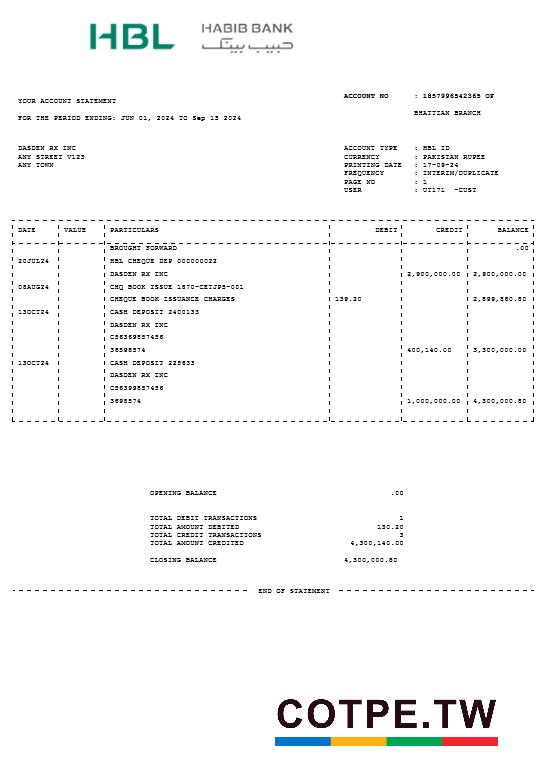 HBL HABIB BANK
حبیب بینک
ACCOUNT NO : 1857996542365 OF
YOUR ACCOUNT STATEMENT
BHATTIAN BRANCH
FOR THE PERIOD ENDING: JUN 01, 2024 TO Sep 15 2024
DASDEN RX INC ACCOUNT TYPE : HBL ID
ANY STREET V123 CURRENCY : PAKISTAN RUPEE
ANY TOWN PRINTING DATE : 17-09-24
FREQUENCY : INTERIM/DUPLICATE
PAGE NO : 1
USER : UT171 -CUST
DATE VALUE PARTICULARS DEBIT CREDIT BALANCE
BROUGHT FORWARD .00
20JUL24 HBL CHEQUE DEP 000000022
DASDEN RX INC 2,900,000.00 2,900,000.00
08AUG24 CHQ BOOK ISSUE 1870-CETJPS-001
CHEQUE BOOK ISSUANCE CHARGES 139.20 2,899,860.80
13OCT24 CASH DEPOSIT 2400133
DASDEN RX INC
C56369857456
36598574 400,140.00 3,300,000.00
13OCT24 CASH DEPOSIT 225633
DASDEN RX INC
C56399857456
3698574 1,000,000.00 4,300,000.80
OPENING BALANCE .00
TOTAL DEBIT TRANSACTIONS 1
TOTAL AMOUNT DEBITED 130.20
TOTAL CREDIT TRANSACTIONS 3
TOTAL AMOUNT CREDITED 4,300,140.00
CLOSING BALANCE 4,300,000.80
END OF STATEMENT
COTPE.TW